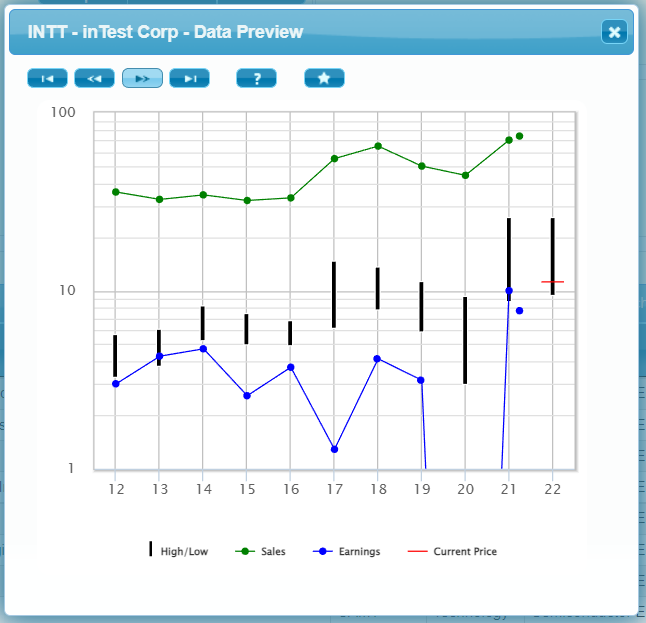 INTT - inTest Corp - Data Preview
?
100
10
1
12 13 14 15 16 17 18 19 20 21 22
High/Low Sales Earnings Current Price